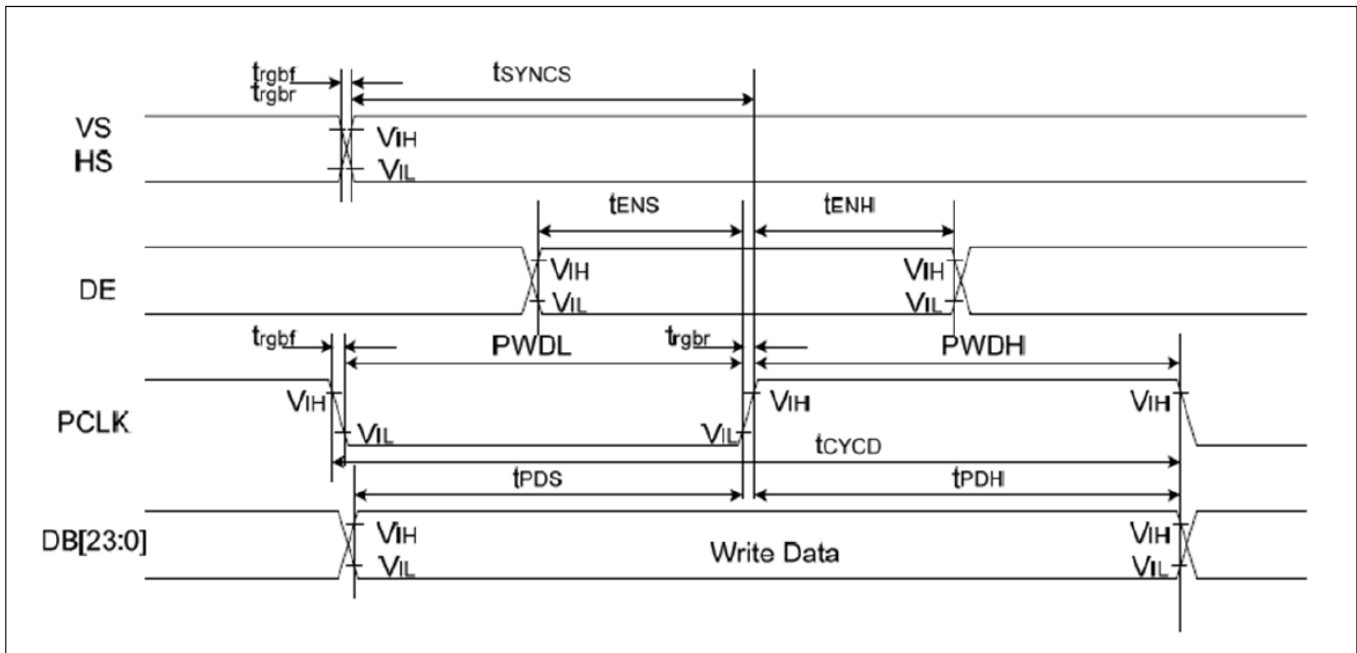 trgbf
trgbr
tSYNCS
VS
HS
VIH
VIL
tENS
tENH
DE
VIH
VIL
VIH
VIL
trgbf
PWDL
trgbr
PWDH
PCLK
VIH
VIL
VIL
VIH
VIH
tCYCD
tPDS
tPDH
DB[23:0]
VIH
VIL
Write Data
VIH
VIL